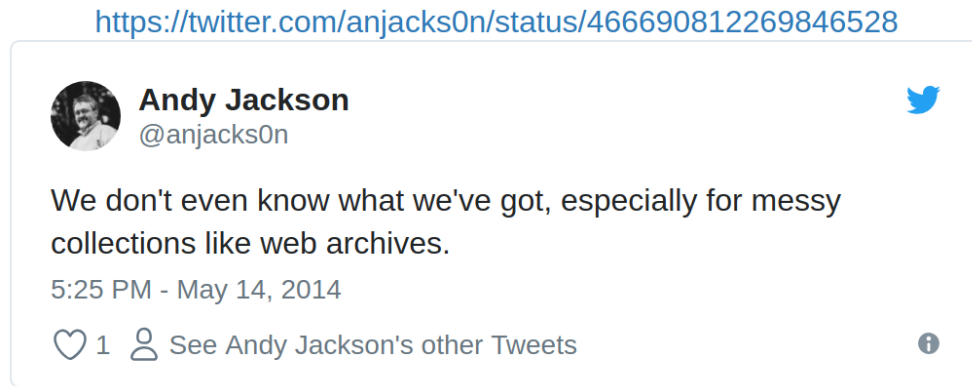 https://twitter.com/anjacks0n/status/466690812269846528
Andy Jackson
@anjacks0n
We don't even know what we've got, especially for messy
collections like web archives.
5:25 PM - May 14, 2014
1 See Andy Jackson's other Tweets